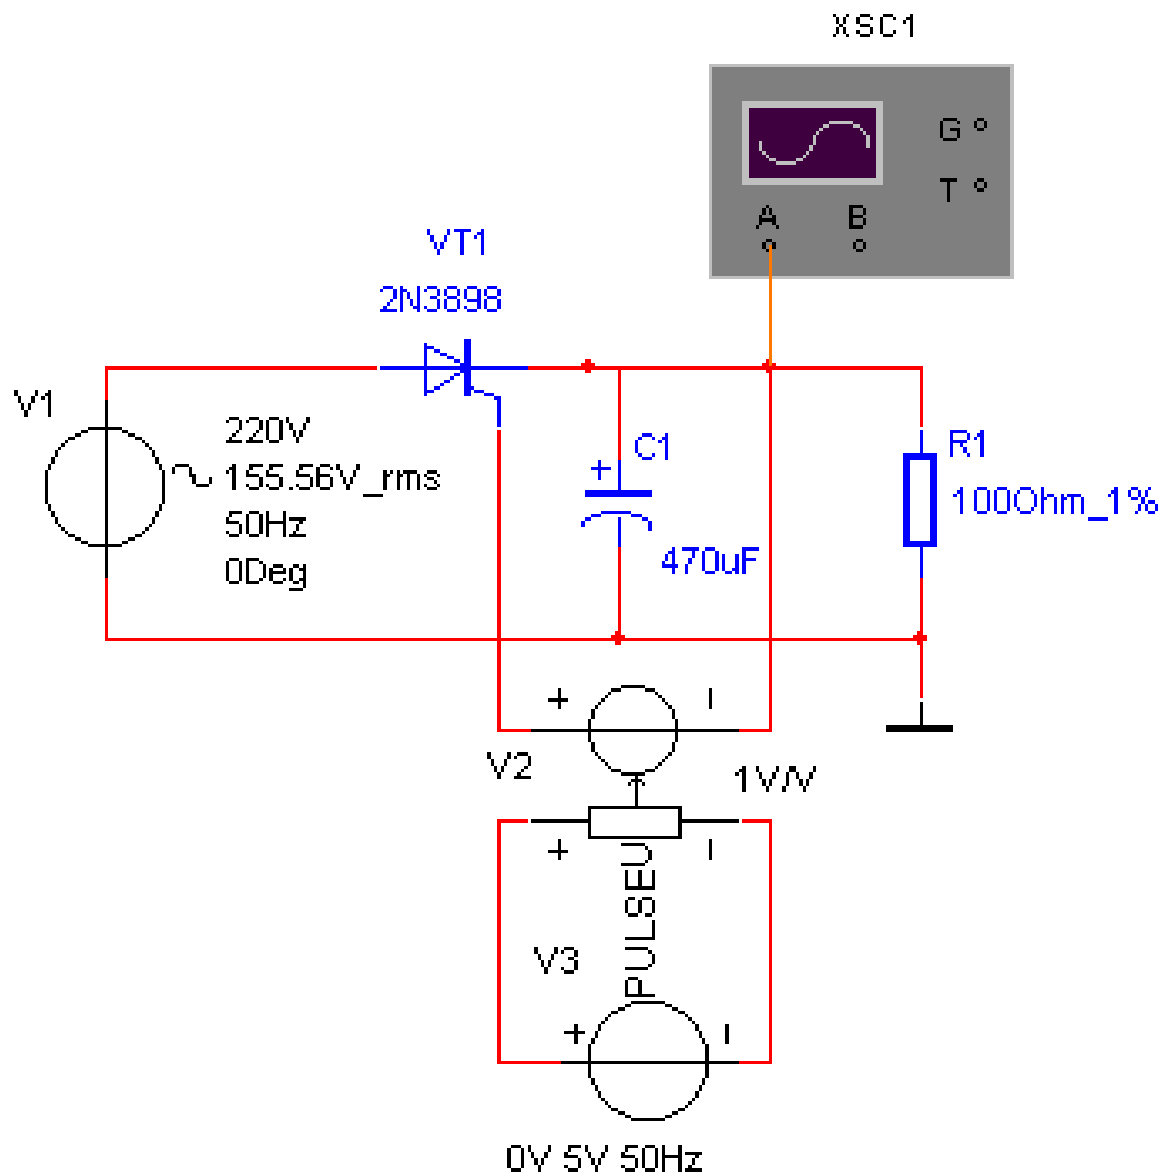 XSC1
G
T
A B
VT1
2N3898
V1
220V
155.56V_rms
50Hz
0Deg
+
C1
470uF
R1
100Ohm_1%
+ −
V2
1V/V
+ −
PULSEU
V3
+ −
0V 5V 50Hz